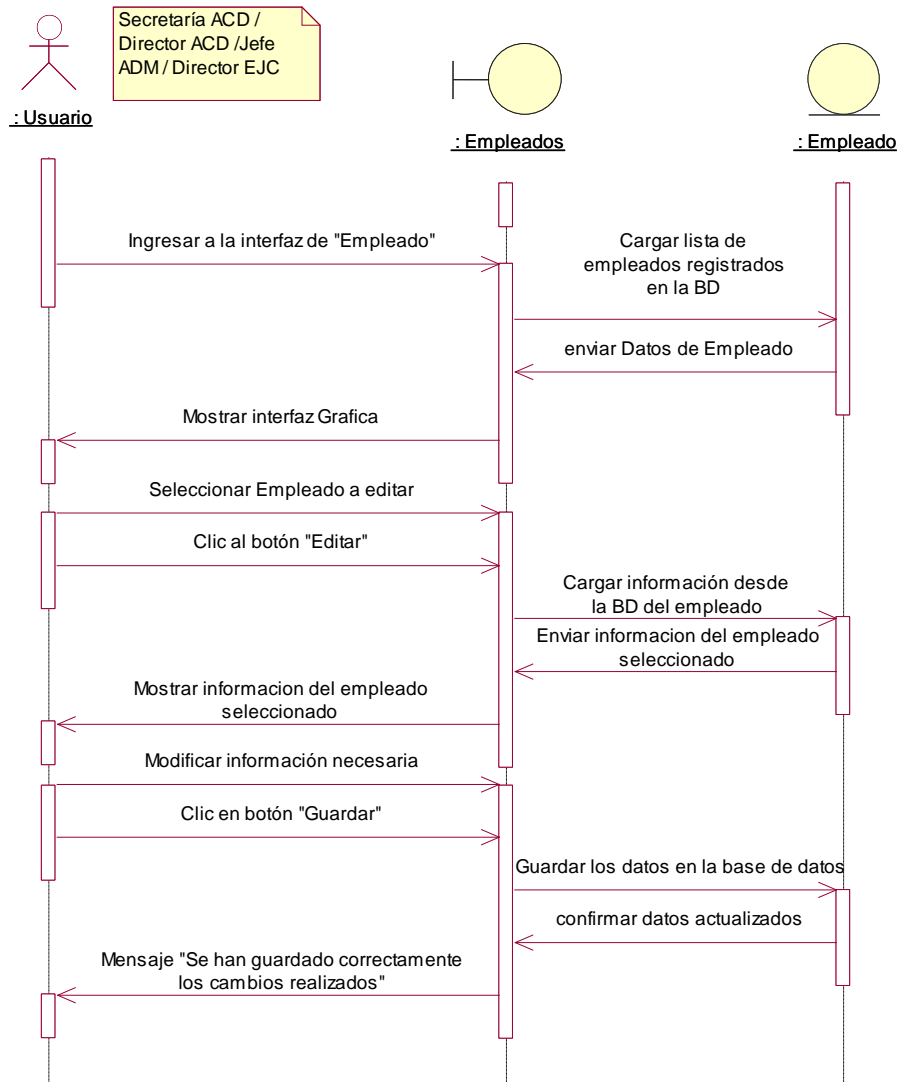 Secretaría ACD /
Director ACD /Jefe
ADM / Director EJC
: Usuario
: Empleados
: Empleado
Ingresar a la interfaz de "Empleado"
Cargar lista de
empleados registrados
en la BD
enviar Datos de Empleado
Mostrar interfaz Grafica
Seleccionar Empleado a editar
Clic al botón "Editar"
Cargar información desde
la BD del empleado
Enviar informacion del empleado
seleccionado
Mostrar informacion del empleado
seleccionado
Modificar información necesaria
Clic en botón "Guardar"
Guardar los datos en la base de datos
confirmar datos actualizados
Mensaje "Se han guardado correctamente
los cambios realizados"